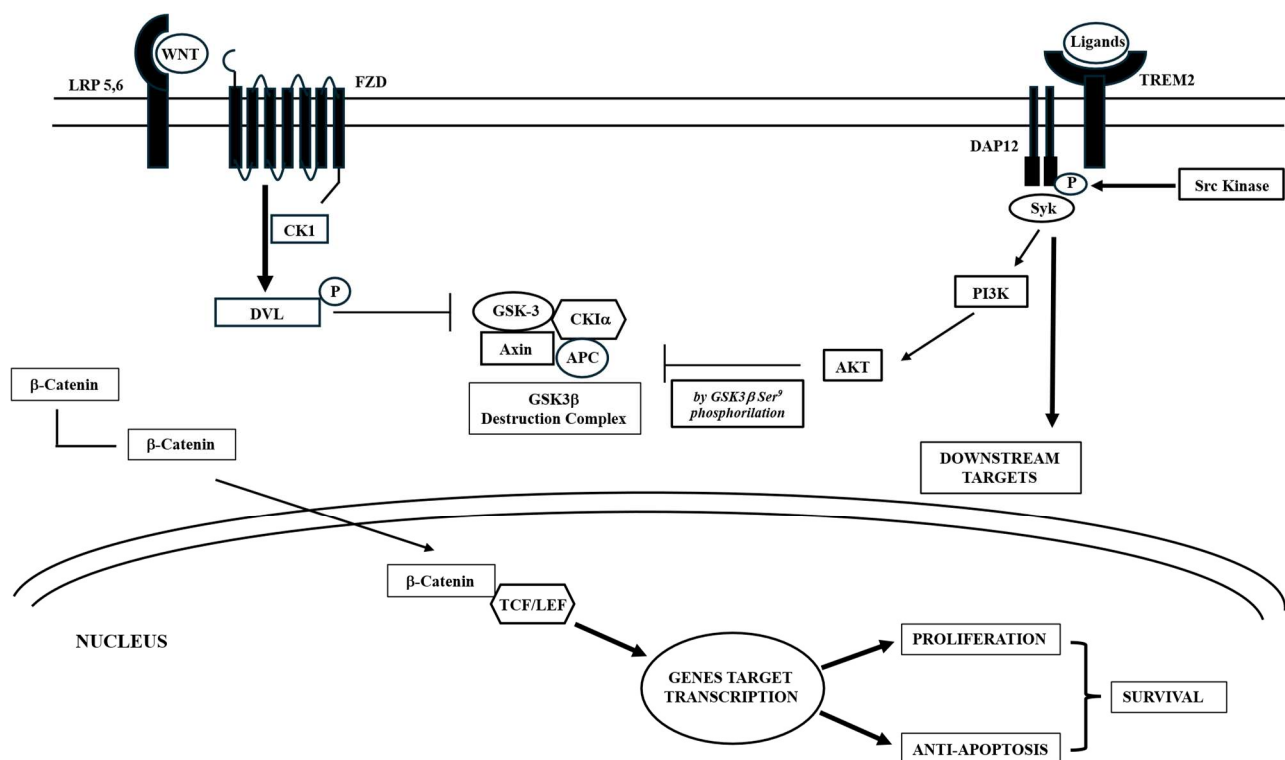 WNT
Ligands
LRP 5,6
FZD
TREM2
DAP12
P
Src Kinase
Syk
CK1
P
DVL
PI3K
GSK-3
CKIα
Axin
APC
AKT
β-Catenin
GSK3β
Destruction Complex
by GSK3β Ser⁹
phosphorilation
β-Catenin
DOWNSTREAM
TARGETS
β-Catenin
TCF/LEF
NUCLEUS
PROLIFERATION
GENES TARGET
TRANSCRIPTION
SURVIVAL
ANTI-APOPTOSIS